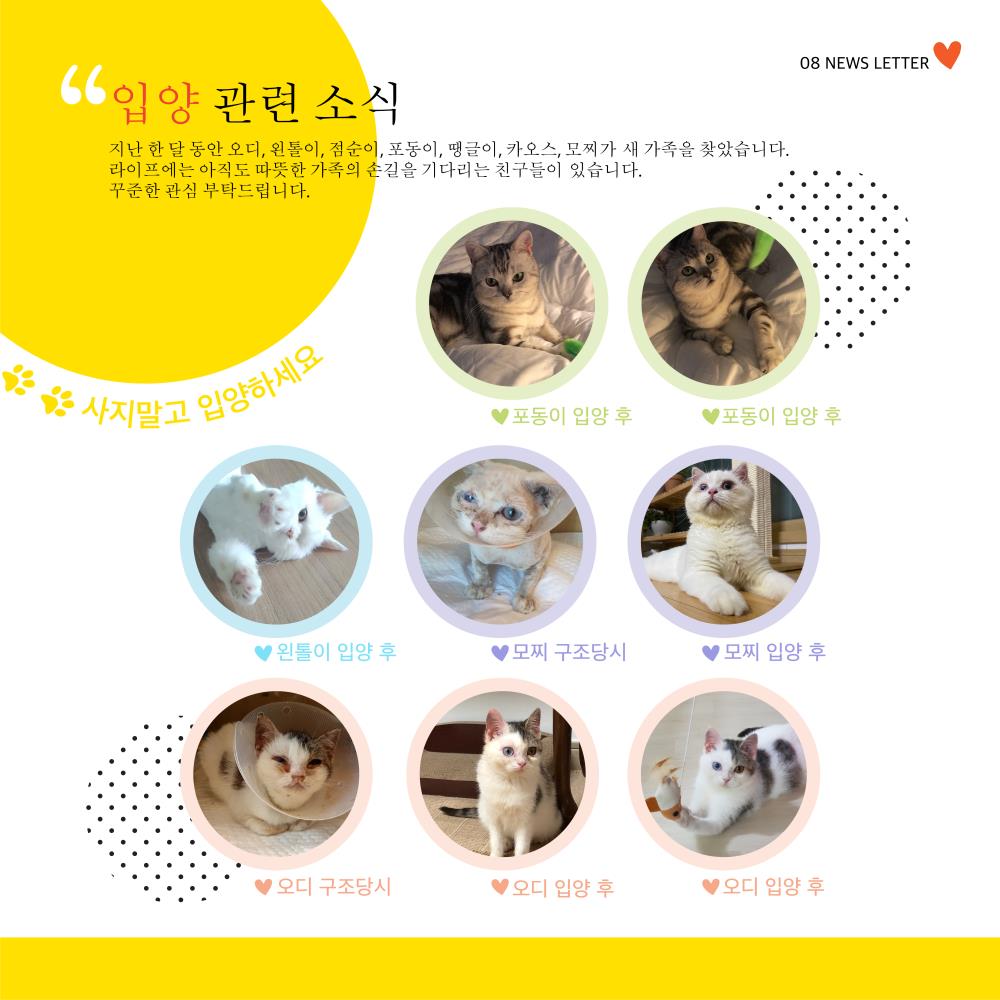 08 NEWS LETTER
“입양 관련 소식
지난 한 달 동안 오디, 왼톨이, 점순이, 포동이, 땡글이, 카오스, 모찌가 새 가족을 찾았습니다.
라이프에는 아직도 따뜻한 가족의 손길을 기다리는 친구들이 있습니다.
꾸준한 관심 부탁드립니다.
사지말고 입양하세요
포동이 입양 후
포동이 입양 후
왼톨이 입양 후
모찌 구조당시
모찌 입양 후
오디 구조당시
오디 입양 후
오디 입양 후